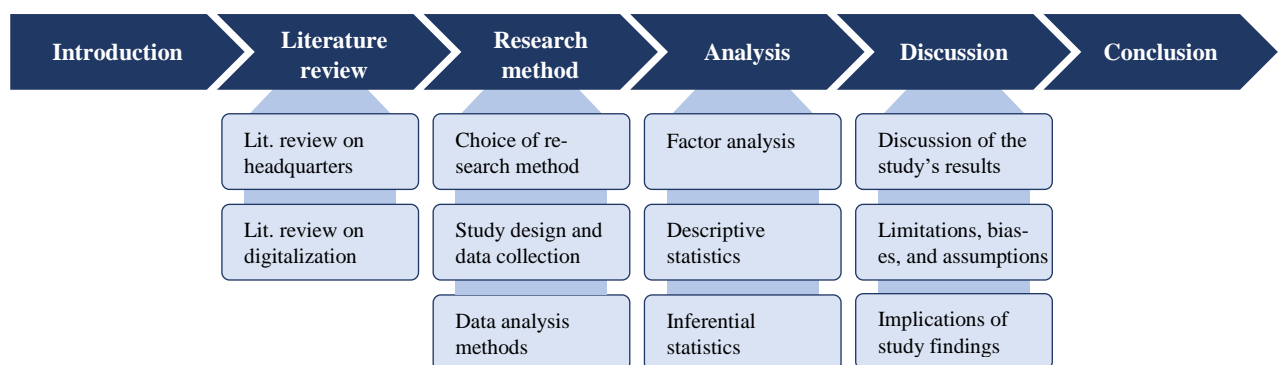 Introduction
Literature
review
Research
method
Analysis
Discussion
Conclusion
Lit. review on
headquarters
Lit. review on
digitalization
Choice of re-
search method
Study design and
data collection
Data analysis
methods
Factor analysis
Descriptive
statistics
Inferential
statistics
Discussion of the
study's results
Limitations, bias-
es, and assumptions
Implications of
study findings